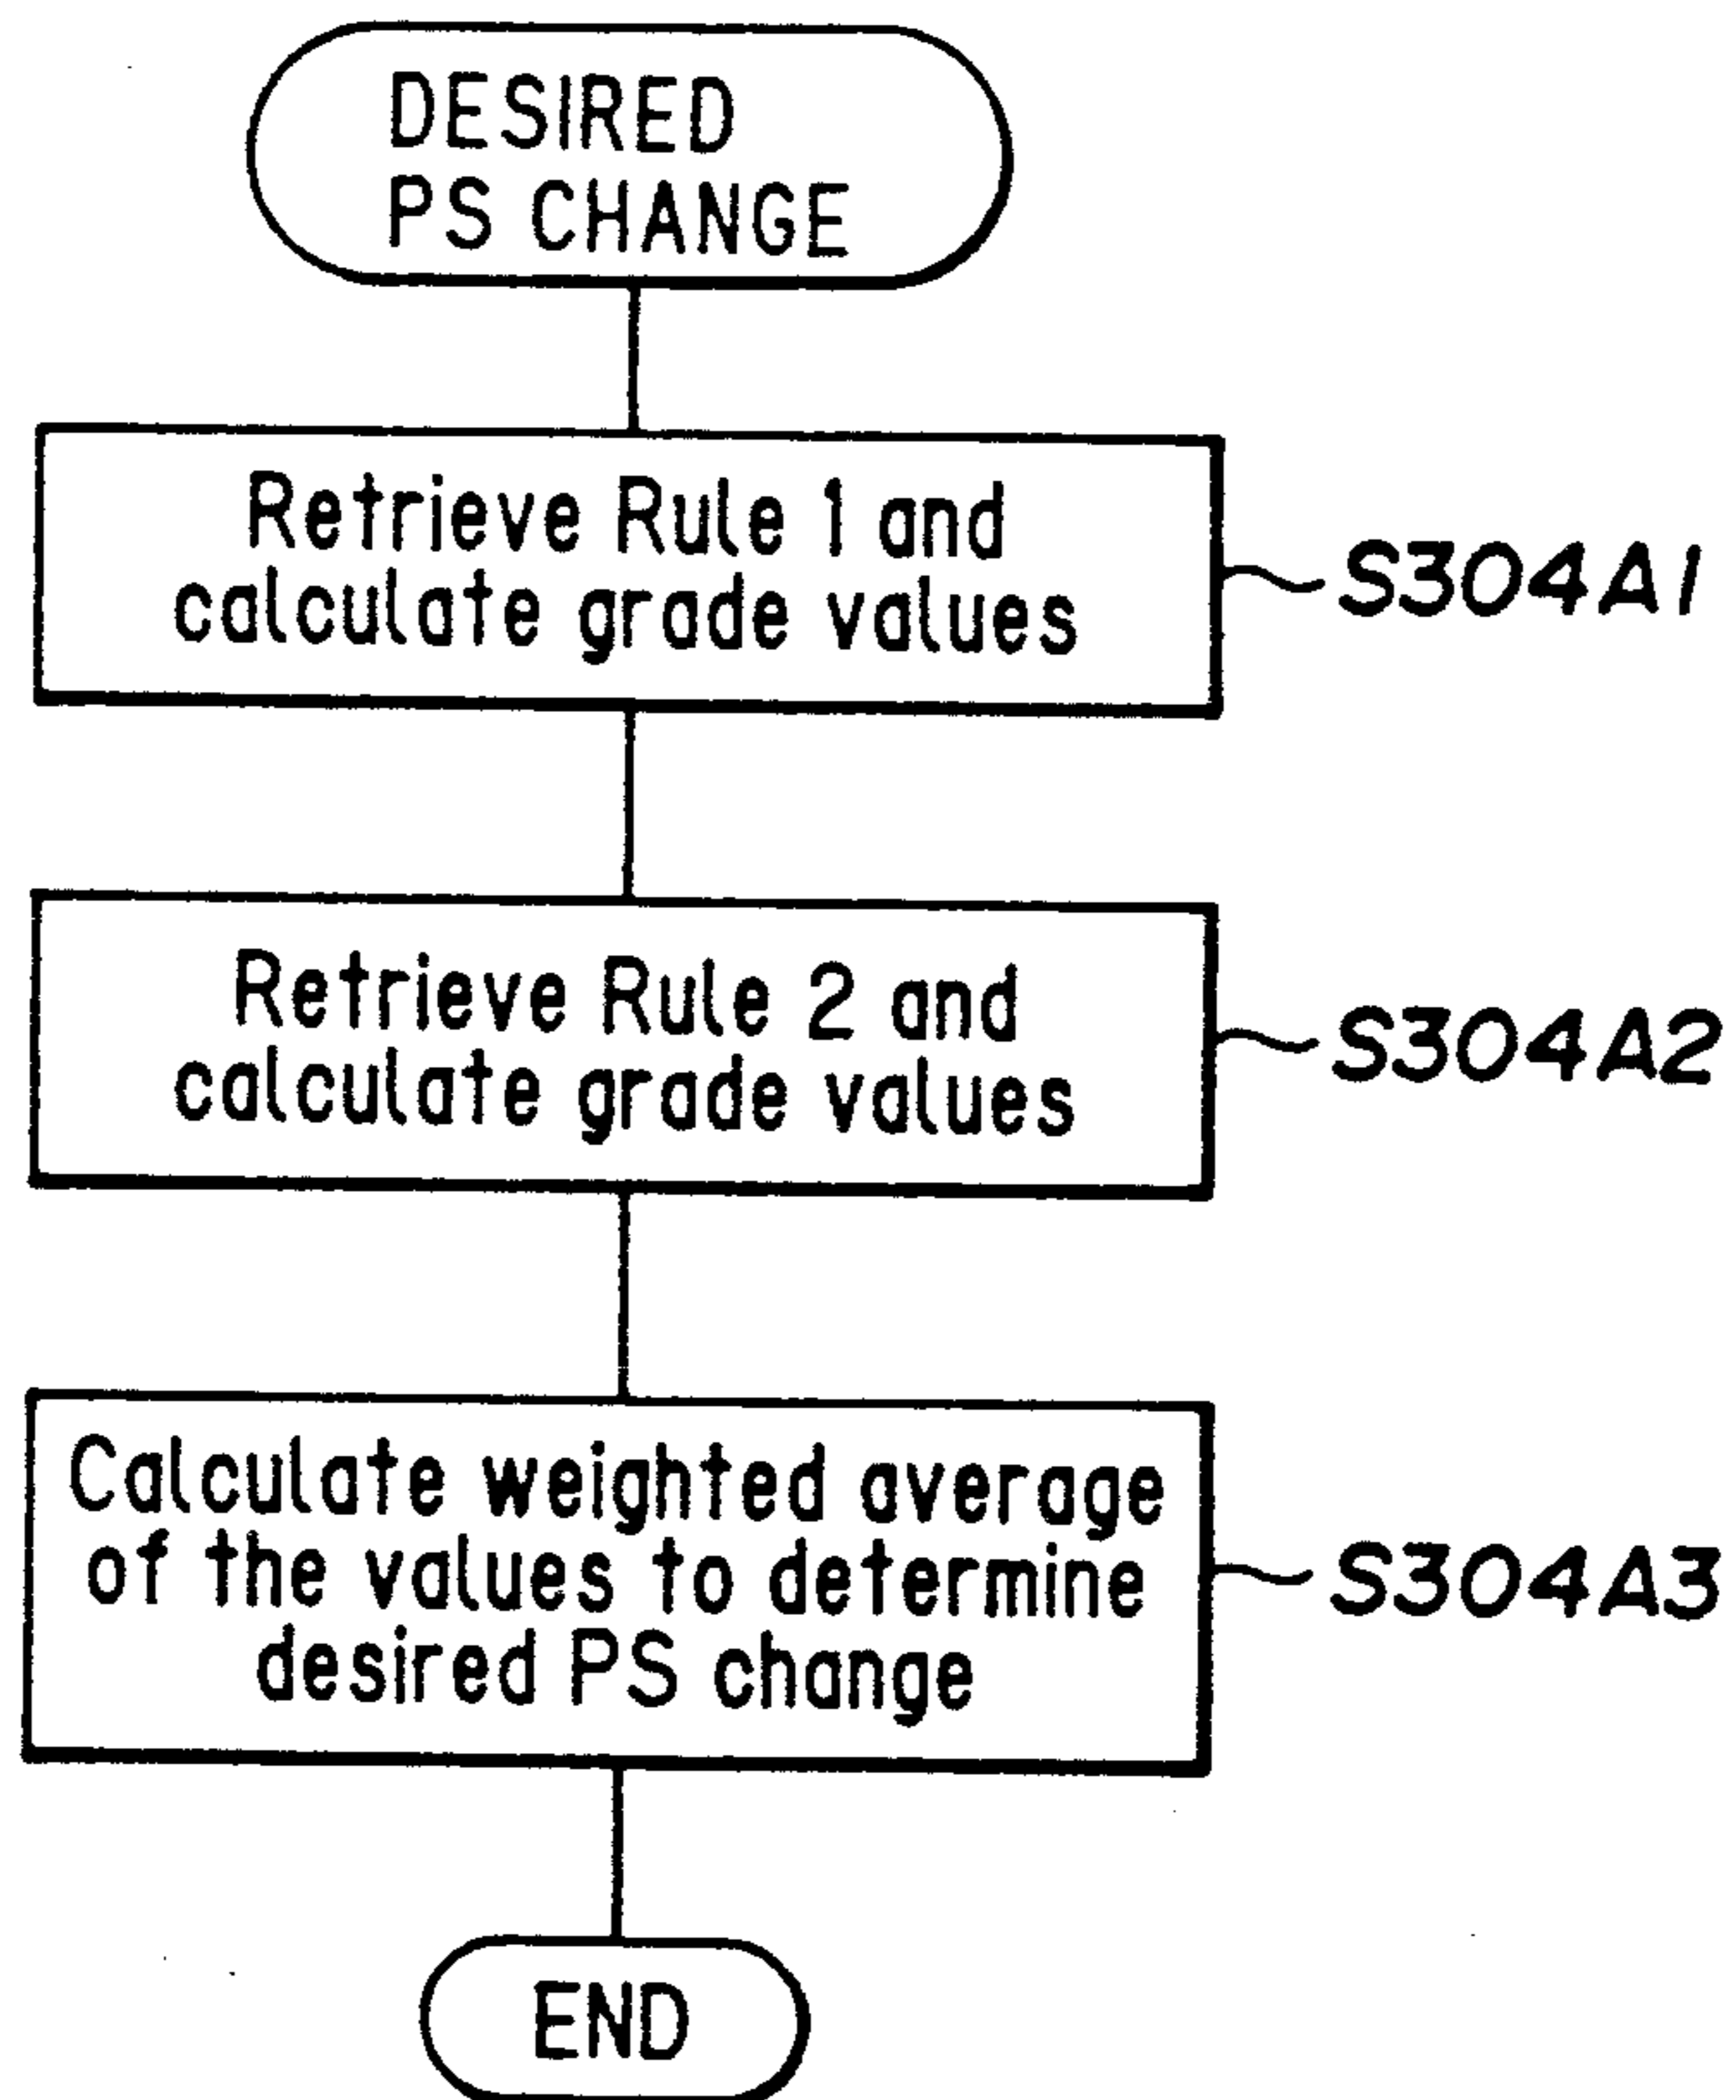 DESIRED
PS CHANGE
Retrieve Rule 1 and
calculate grade values
S304A1
Retrieve Rule 2 and
calculate grade values
S304A2
Calculate weighted average
of the values to determine
desired PS change
S304A3
END